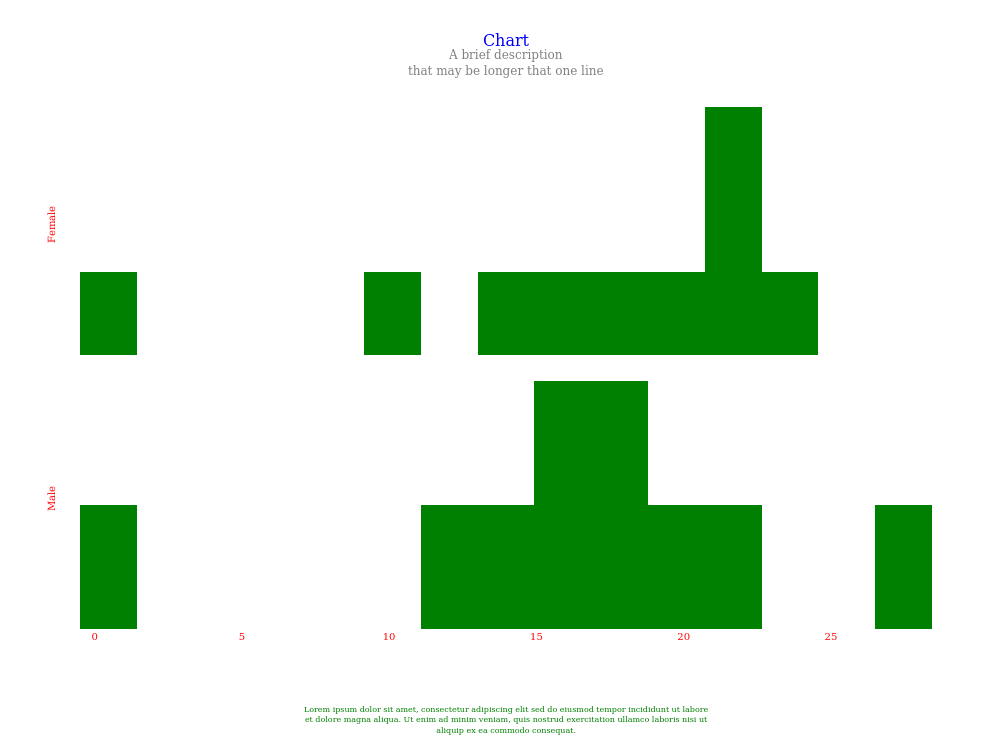 Chart
A brief description
that may be longer that one line
Female
Male
0 5 10 15 20 25
Lorem ipsum dolor sit amet, consectetur adipiscing elit sed do eiusmod tempor incididunt ut labore
et dolore magna aliqua. Ut enim ad minim veniam, quis nostrud exercitation ullamco laboris nisi ut
aliquip ex ea commodo consequat.